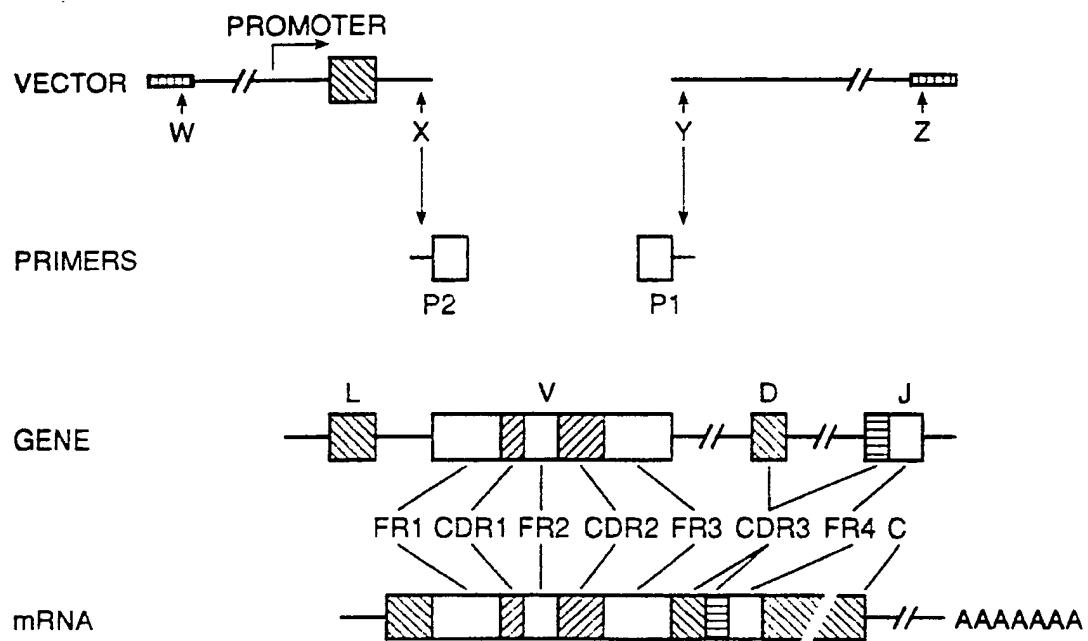 PROMOTER
VECTOR
W X Y Z
PRIMERS
P2 P1
L V D J
GENE
FR1 CDR1 FR2 CDR2 FR3 CDR3 FR4 C
mRNA AAAAAAA